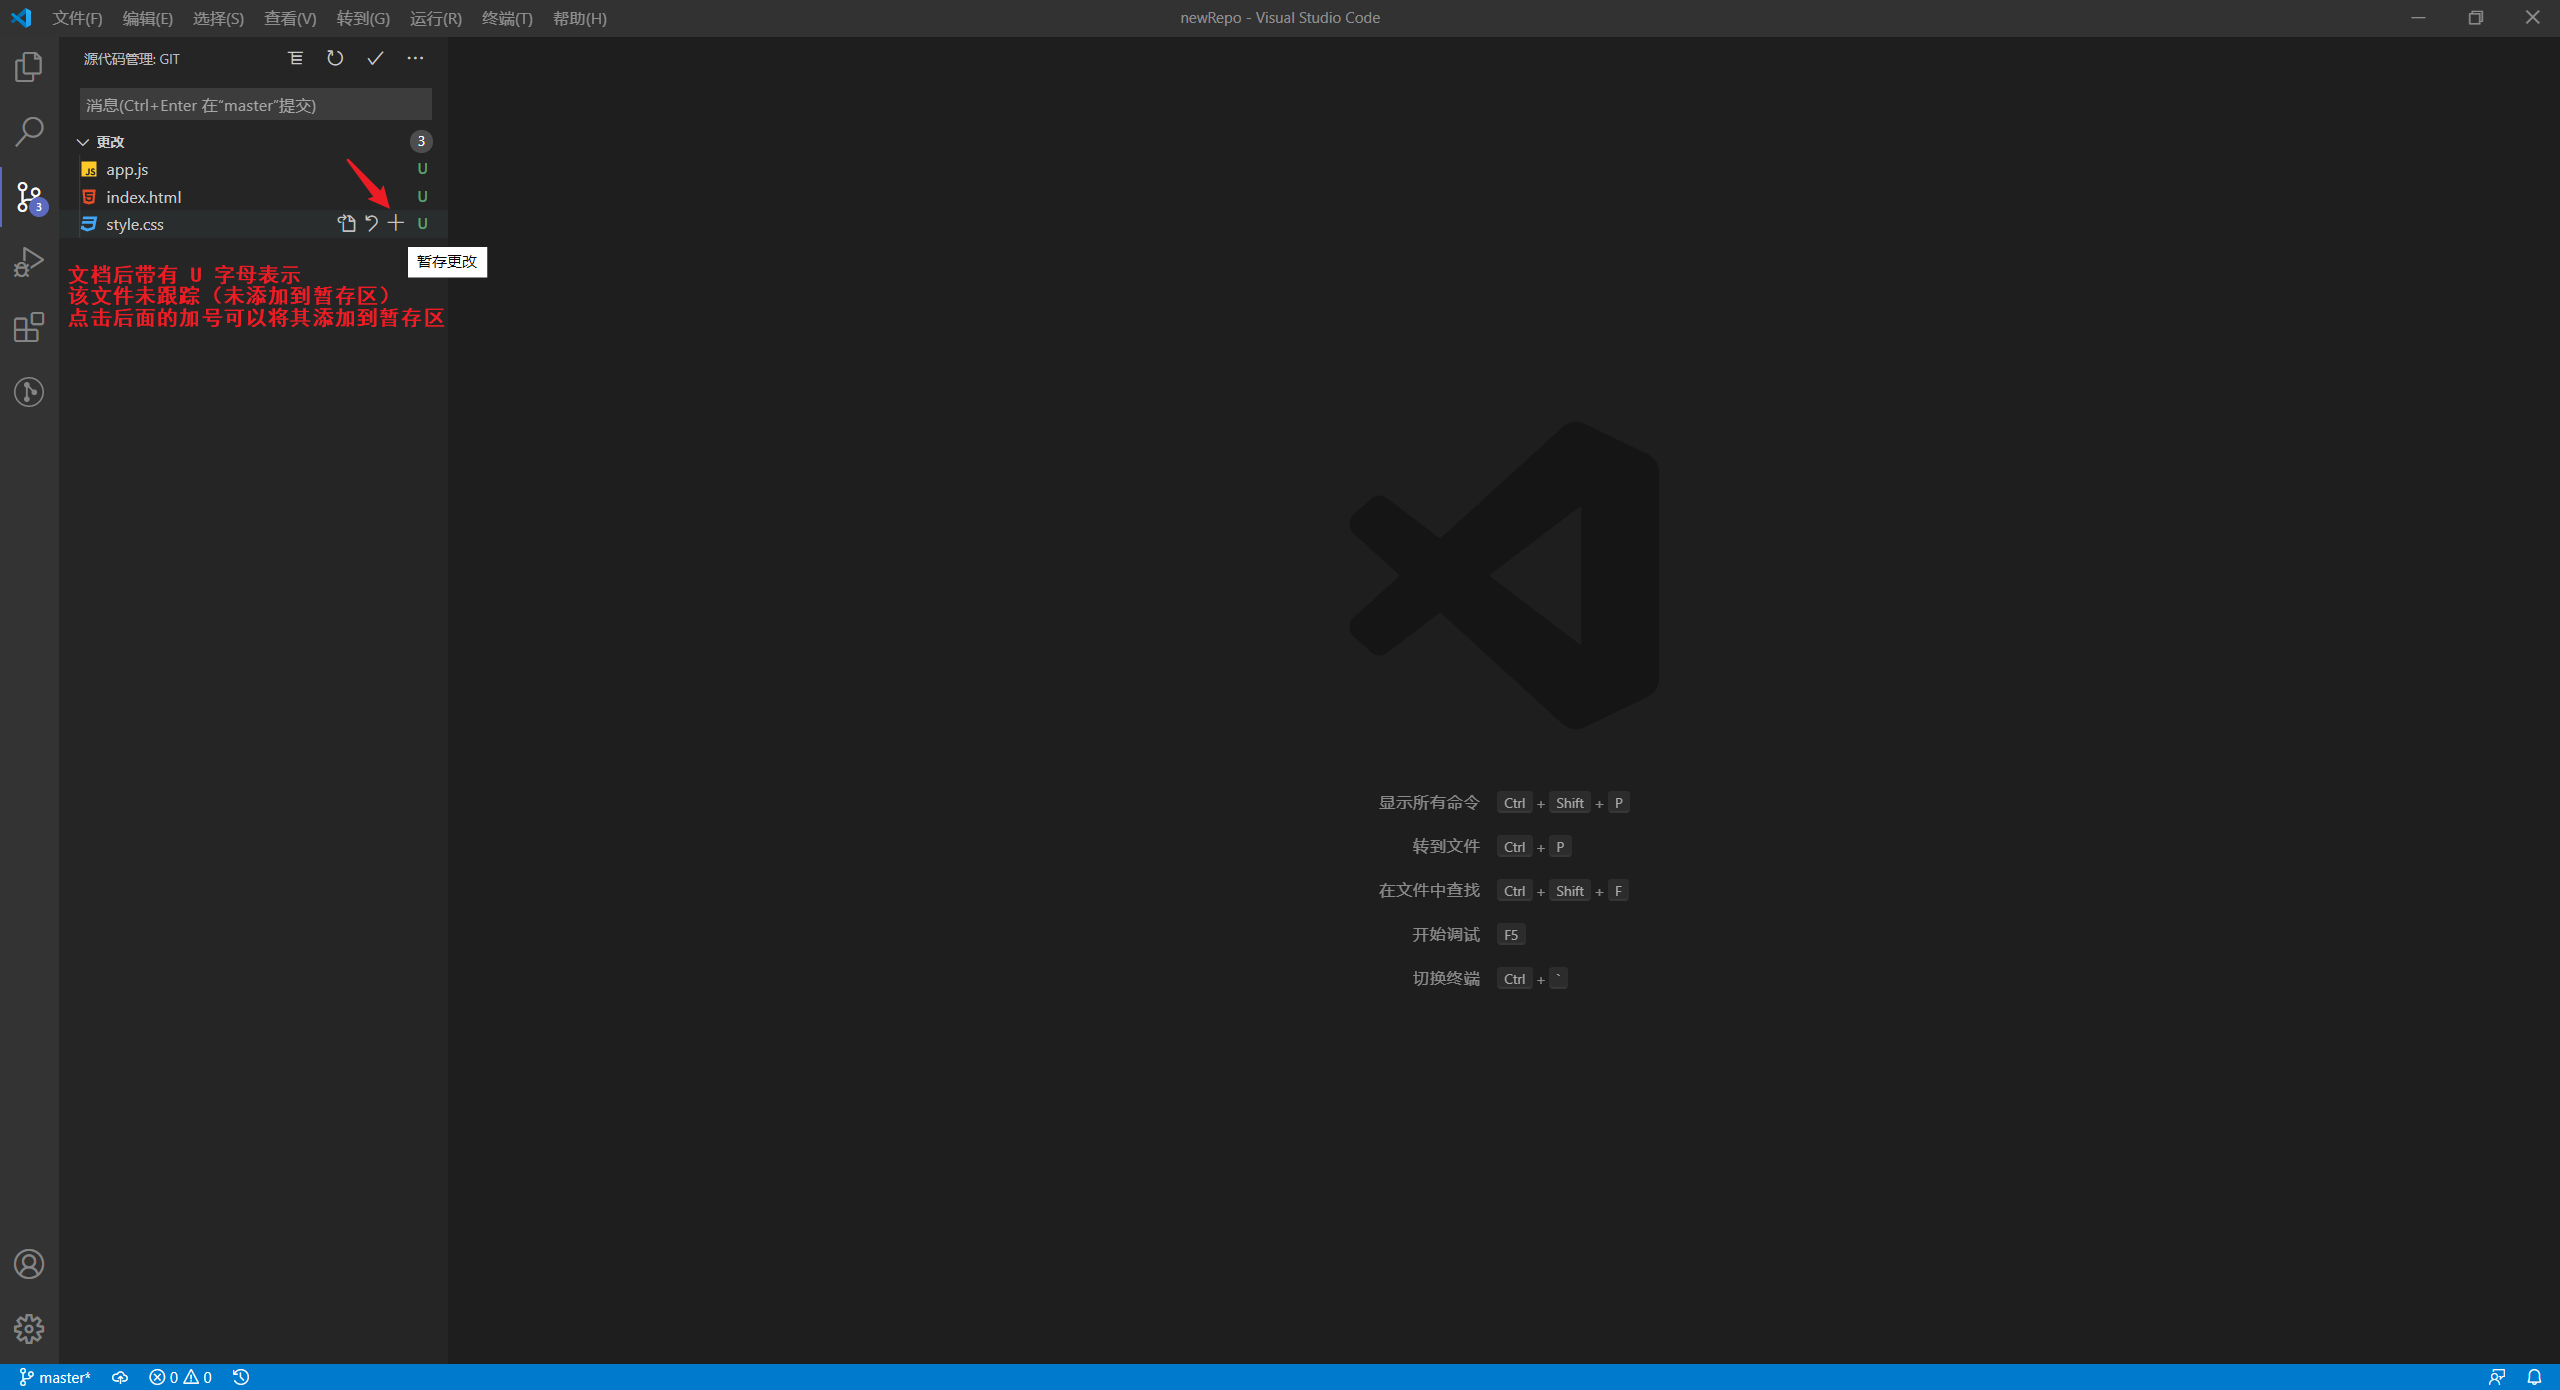 文件(F) 编辑(E) 选择(S) 查看(V) 转到(G) 运行(R) 终端(T) 帮助(H)
newRepo - Visual Studio Code
源代码管理: GIT
消息(Ctrl+Enter 在“master”提交)
更改 3
app.js U
index.html U
style.css U
3
暂存更改
文档后带有 U 字母表示
该文件未跟踪（未添加到暂存区）
点击后面的加号可以将其添加到暂存区
显示所有命令 Ctrl + Shift + P
转到文件 Ctrl + P
在文件中查找 Ctrl + Shift + F
开始调试 F5
切换终端 Ctrl + `
master* 0 0